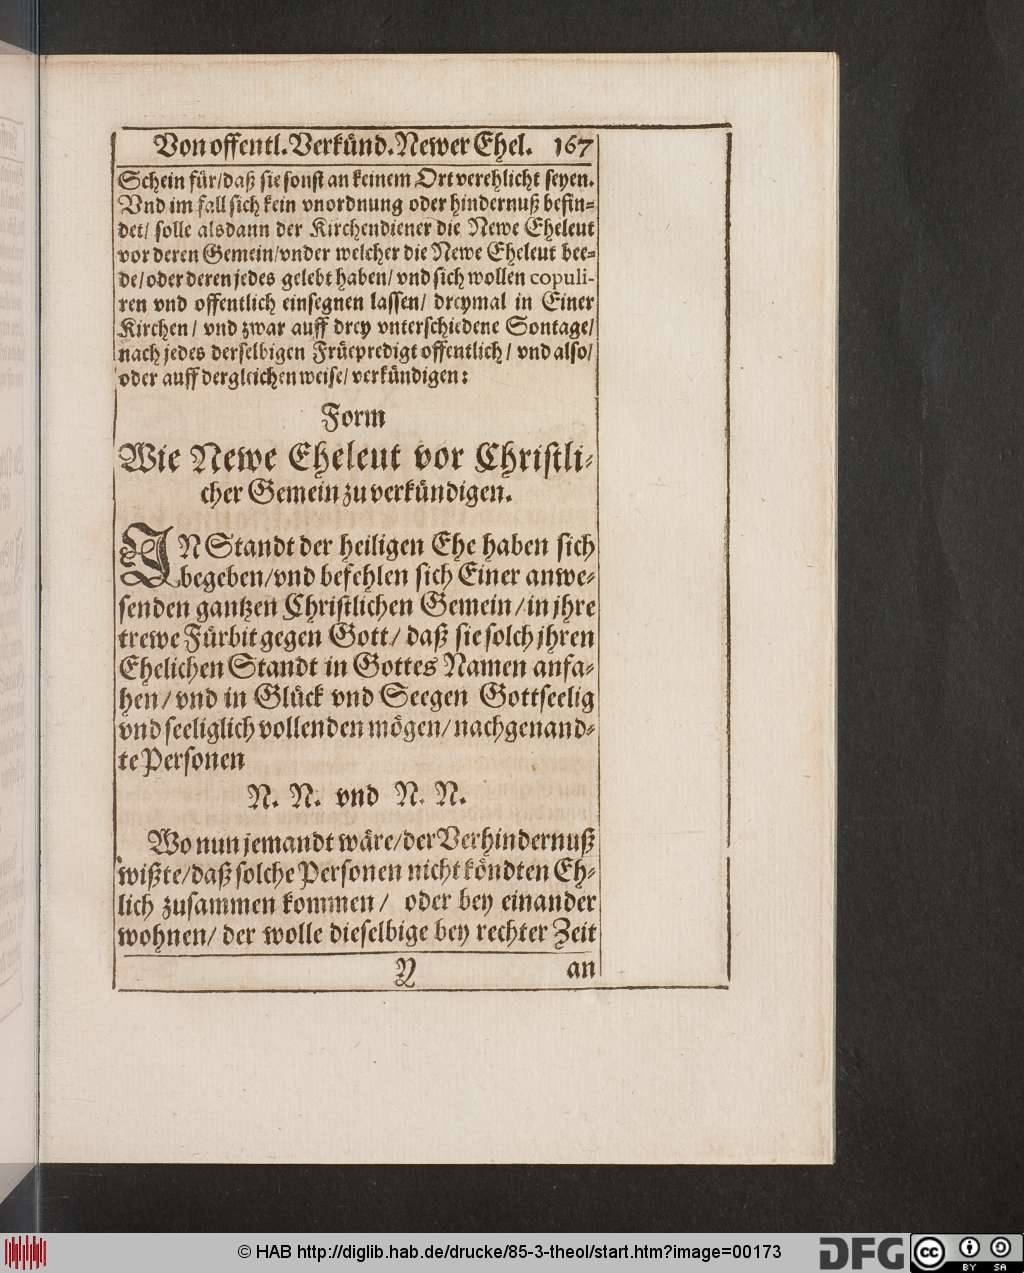 Von offentl. Verkünd. Newer Ehel. 167
Schein für/daß sie sonst an keinem Ort verehlicht seyen.
Vnd im fall sich kein vnordnung oder hindernuß befin-
det/ solle alsdann der Kirchendiener die Newe Eheleut
vor deren Gemein/vnder welcher die Newe Eheleut bee-
de/oder deren jedes gelebt haben/ vnd sich wollen copuli-
ren vnd offentlich einsegnen lassen/ dreymal in Einer
Kirchen/ vnd zwar auff drey vnterschiedene Sontage/
nach jedes derselbigen Früepredigt offentlich/ vnd also/
oder auff dergleichen weise/ verkündigen:
Form
Wie Newe Eheleut vor Christli-
cher Gemein zu verkündigen.
IN Standt der heiligen Ehe haben sich
begeben/vnd befehlen sich Einer anwe-
senden gantzen Christlichen Gemein/in jhre
trewe Fürbit gegen Gott/ daß sie solch jhren
Ehelichen Standt in Gottes Namen anfa-
hen/ vnd in Glück vnd Seegen Gottseelig
vnd seeliglich vollenden mögen/ nachgenand-
te Personen
N. N. vnd N. N.
Wo nun jemandt wäre/der Verhindernuß
wißte/daß solche Personen nicht köndten Eh-
lich zusammen kommen/ oder bey einander
wohnen/ der wolle dieselbige bey rechter Zeit
Y an
© HAB http://diglib.hab.de/drucke/85-3-theol/start.htm?image=00173
DFG cc BY SA